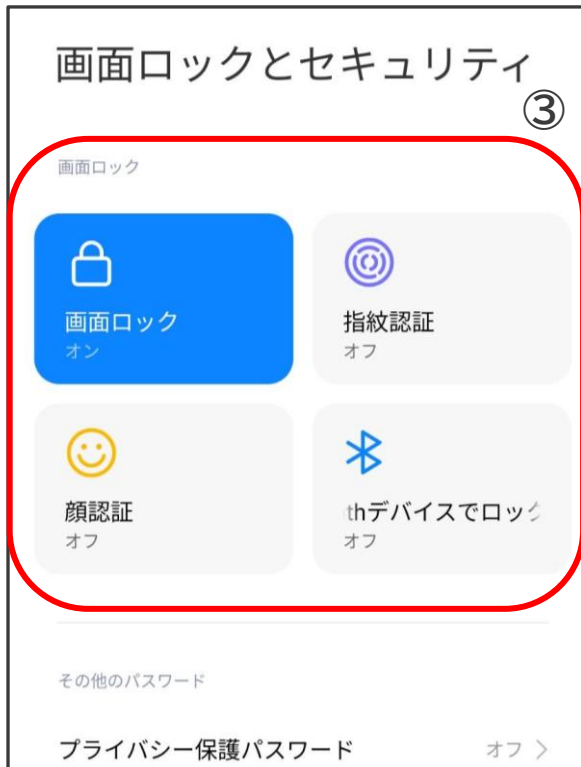 画面ロックとセキュリティ
③
画面ロック
画面ロック
オン
指紋認証
オフ
顔認証
オフ
thデバイスでロック
オフ
その他のパスワード
プライバシー保護パスワード
オフ